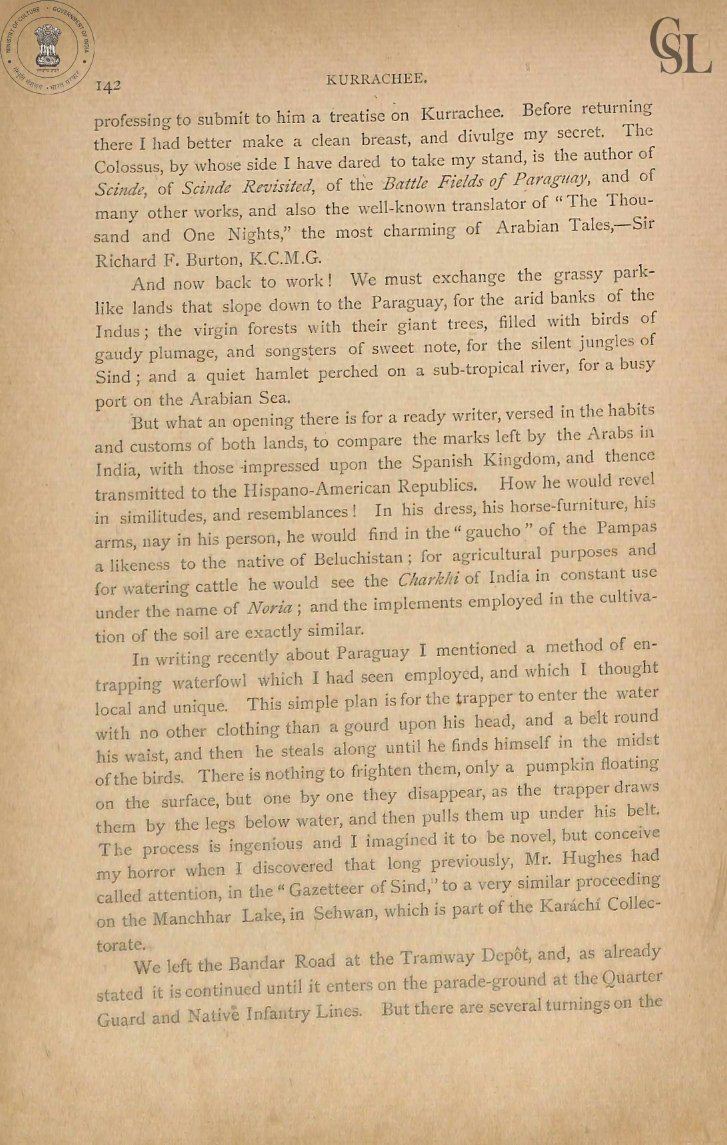 MINISTRY OF CULTURE • GOVERNMENT OF INDIA
CSL
142
KURRACHEE.
professing to submit to him a treatise on Kurrachee. Before returning
there I had better make a clean breast, and divulge my secret. The
Colossus, by whose side I have dared to take my stand, is the author of
Scinde, of Scinde Revisited, of the Battle Fields of Paraguay, and of
many other works, and also the well-known translator of “The Thou-
sand and One Nights,” the most charming of Arabian Tales,—Sir
Richard F. Burton, K.C.M.G.
And now back to work! We must exchange the grassy park-
like lands that slope down to the Paraguay, for the arid banks of the
Indus; the virgin forests with their giant trees, filled with birds of
gaudy plumage, and songsters of sweet note, for the silent jungles of
Sind; and a quiet hamlet perched on a sub-tropical river, for a busy
port on the Arabian Sea.
But what an opening there is for a ready writer, versed in the habits
and customs of both lands, to compare the marks left by the Arabs in
India, with those impressed upon the Spanish Kingdom, and thence
transmitted to the Hispano-American Republics. How he would revel
in similitudes, and resemblances! In his dress, his horse-furniture, his
arms, nay in his person, he would find in the “gaucho” of the Pampas
a likeness to the native of Beluchistan; for agricultural purposes and
for watering cattle he would see the Charkhi of India in constant use
under the name of Noria; and the implements employed in the cultiva-
tion of the soil are exactly similar.
In writing recently about Paraguay I mentioned a method of en-
trapping waterfowl which I had seen employed, and which I thought
local and unique. This simple plan is for the trapper to enter the water
with no other clothing than a gourd upon his head, and a belt round
his waist, and then he steals along until he finds himself in the midst
of the birds. There is nothing to frighten them, only a pumpkin floating
on the surface, but one by one they disappear, as the trapper draws
them by the legs below water, and then pulls them up under his belt.
The process is ingenious and I imagined it to be novel, but conceive
my horror when I discovered that long previously, Mr. Hughes had
called attention, in the “Gazetteer of Sind,” to a very similar proceeding
on the Manchhar Lake, in Sehwan, which is part of the Karáchí Collec-
torate.
We left the Bandar Road at the Tramway Depôt, and, as already
stated it is continued until it enters on the parade-ground at the Quarter
Guard and Native Infantry Lines. But there are several turnings on the